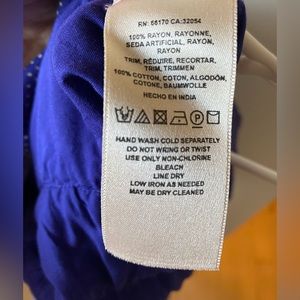 RN: 56170 CA:32054
100% RAYON, RAYONNE,
SEDA ARTIFICIAL, RAYON,
RAYON
TRIM, RÉDUIRE, RECORTAR,
TRIM, TRIMMEN
100% COTTON, COTON, ALGODÓN,
COTONE, BAUMWOLLE
HECHO EN INDIA
HAND WASH COLD SEPARATELY
DO NOT WRING OR TWIST
USE ONLY NON-CHLORINE
BLEACH
LINE DRY
LOW IRON AS NEEDED
MAY BE DRY CLEANED